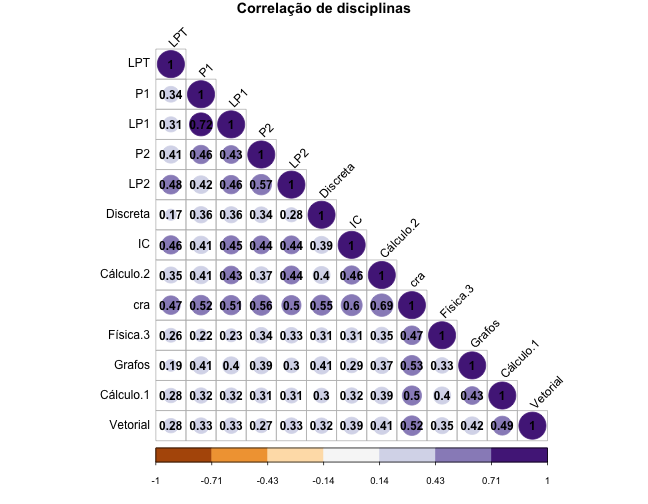 Correlação de disciplinas
LPT
LPT 1 P1
P1 0.34 1 LP1
LP1 0.31 0.72 1 P2
P2 0.41 0.46 0.43 1 LP2
LP2 0.48 0.42 0.46 0.57 1 Discreta
Discreta 0.17 0.36 0.36 0.34 0.28 1 IC
IC 0.46 0.41 0.45 0.44 0.44 0.39 1 Cálculo.2
Cálculo.2 0.35 0.41 0.43 0.37 0.44 0.4 0.46 1 cra
cra 0.47 0.52 0.51 0.56 0.5 0.55 0.6 0.69 1 Física.3
Física.3 0.26 0.22 0.23 0.34 0.33 0.31 0.31 0.35 0.47 1 Grafos
Grafos 0.19 0.41 0.4 0.39 0.3 0.41 0.29 0.37 0.53 0.33 1 Cálculo.1
Cálculo.1 0.28 0.32 0.32 0.31 0.31 0.3 0.32 0.39 0.5 0.4 0.43 1 Vetorial
Vetorial 0.28 0.33 0.33 0.27 0.33 0.32 0.39 0.41 0.52 0.35 0.42 0.49 1
-1 -0.71 -0.43 -0.14 0.14 0.43 0.71 1